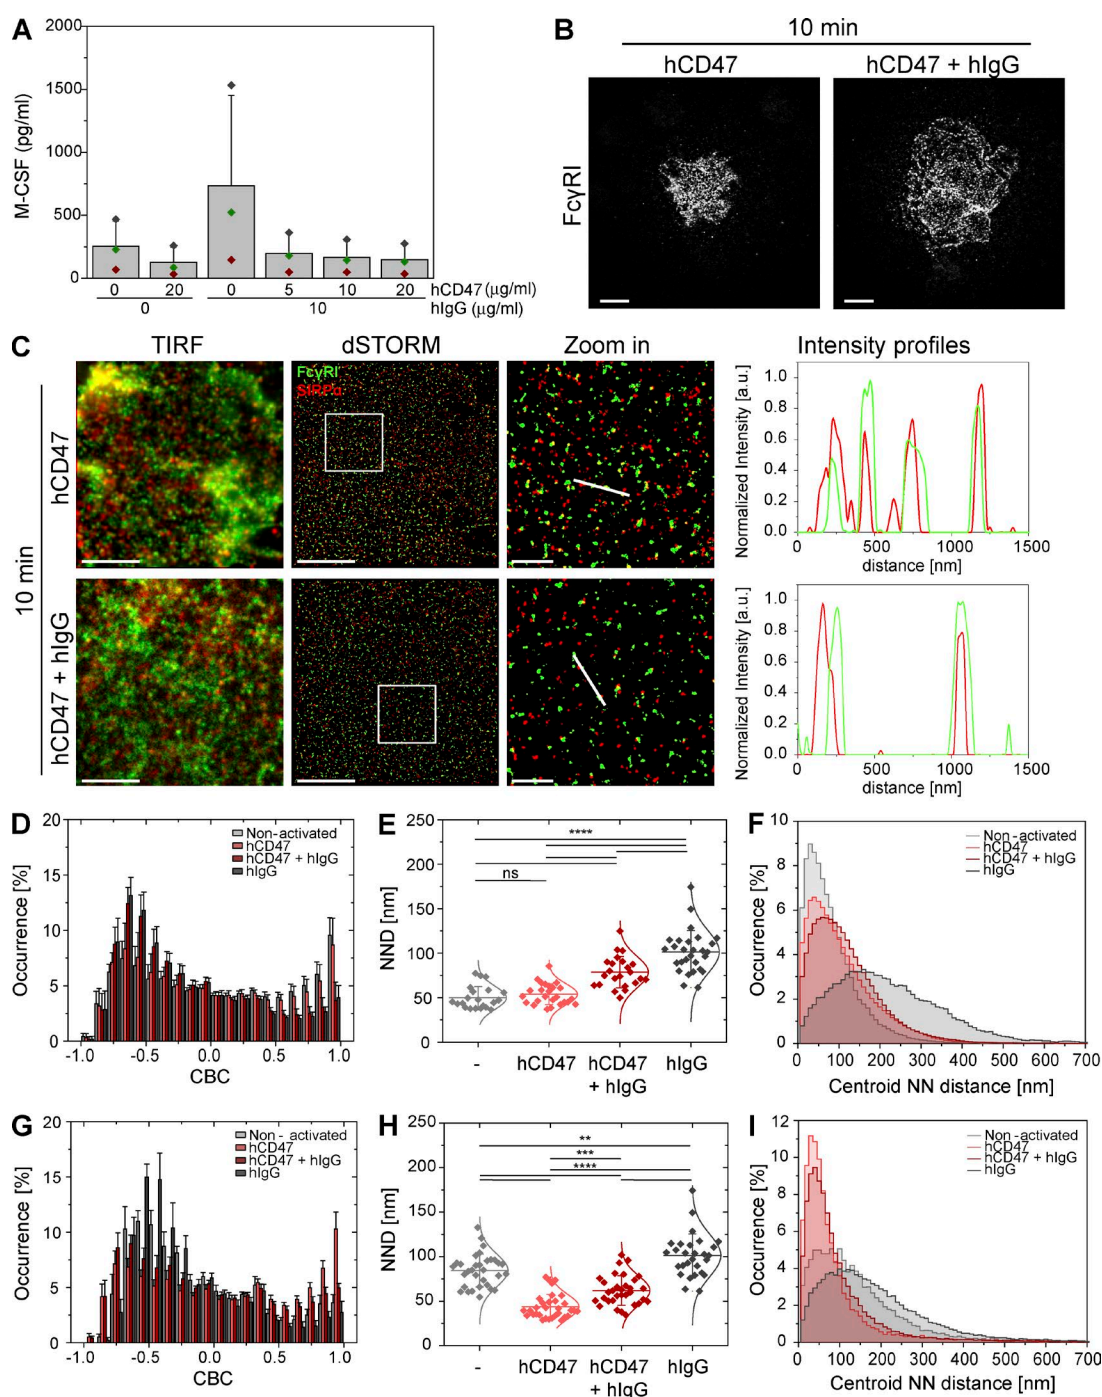 A
2000
1500
1000
500
0
M-CSF (pg/ml)
0 20 0 5 10 20 hCD47 (μg/ml)
0 10 hIgG (μg/ml)
B
10 min
hCD47 hCD47 + hIgG
FcγRI
C
TIRF dSTORM Zoom in Intensity profiles
10 min
hCD47
FcγRI
SIRPα
Normalized Intensity [a.u.]
1.0
0.8
0.6
0.4
0.2
0.0
0 500 1000 1500
distance [nm]
hCD47 + hIgG
Normalized Intensity [a.u.]
1.0
0.8
0.6
0.4
0.2
0.0
0 500 1000 1500
distance [nm]
D
20
15
10
5
0
Occurrence [%]
Non-activated
hCD47
hCD47 + hIgG
hIgG
-1.0 -0.5 0.0 0.5 1.0
CBC
E
250
200
150
100
50
0
NND [nm]
****
ns
- hCD47 hCD47 hIgG
+ hIgG
F
10
8
6
4
2
0
Occurrence [%]
Non-activated
hCD47
hCD47 + hIgG
hIgG
0 100 200 300 400 500 600 700
Centroid NN distance [nm]
G
20
15
10
5
0
Occurrence [%]
Non- activated
hCD47
hCD47 + hIgG
hIgG
-1.0 -0.5 0.0 0.5 1.0
CBC
H
250
200
150
100
50
0
NND [nm]
**
***
****
- hCD47 hCD47 hIgG
+ hIgG
I
12
10
8
6
4
2
0
Occurrence [%]
Non-activated
hCD47
hCD47 + hIgG
hIgG
0 100 200 300 400 500 600 700
Centroid NN distance [nm]